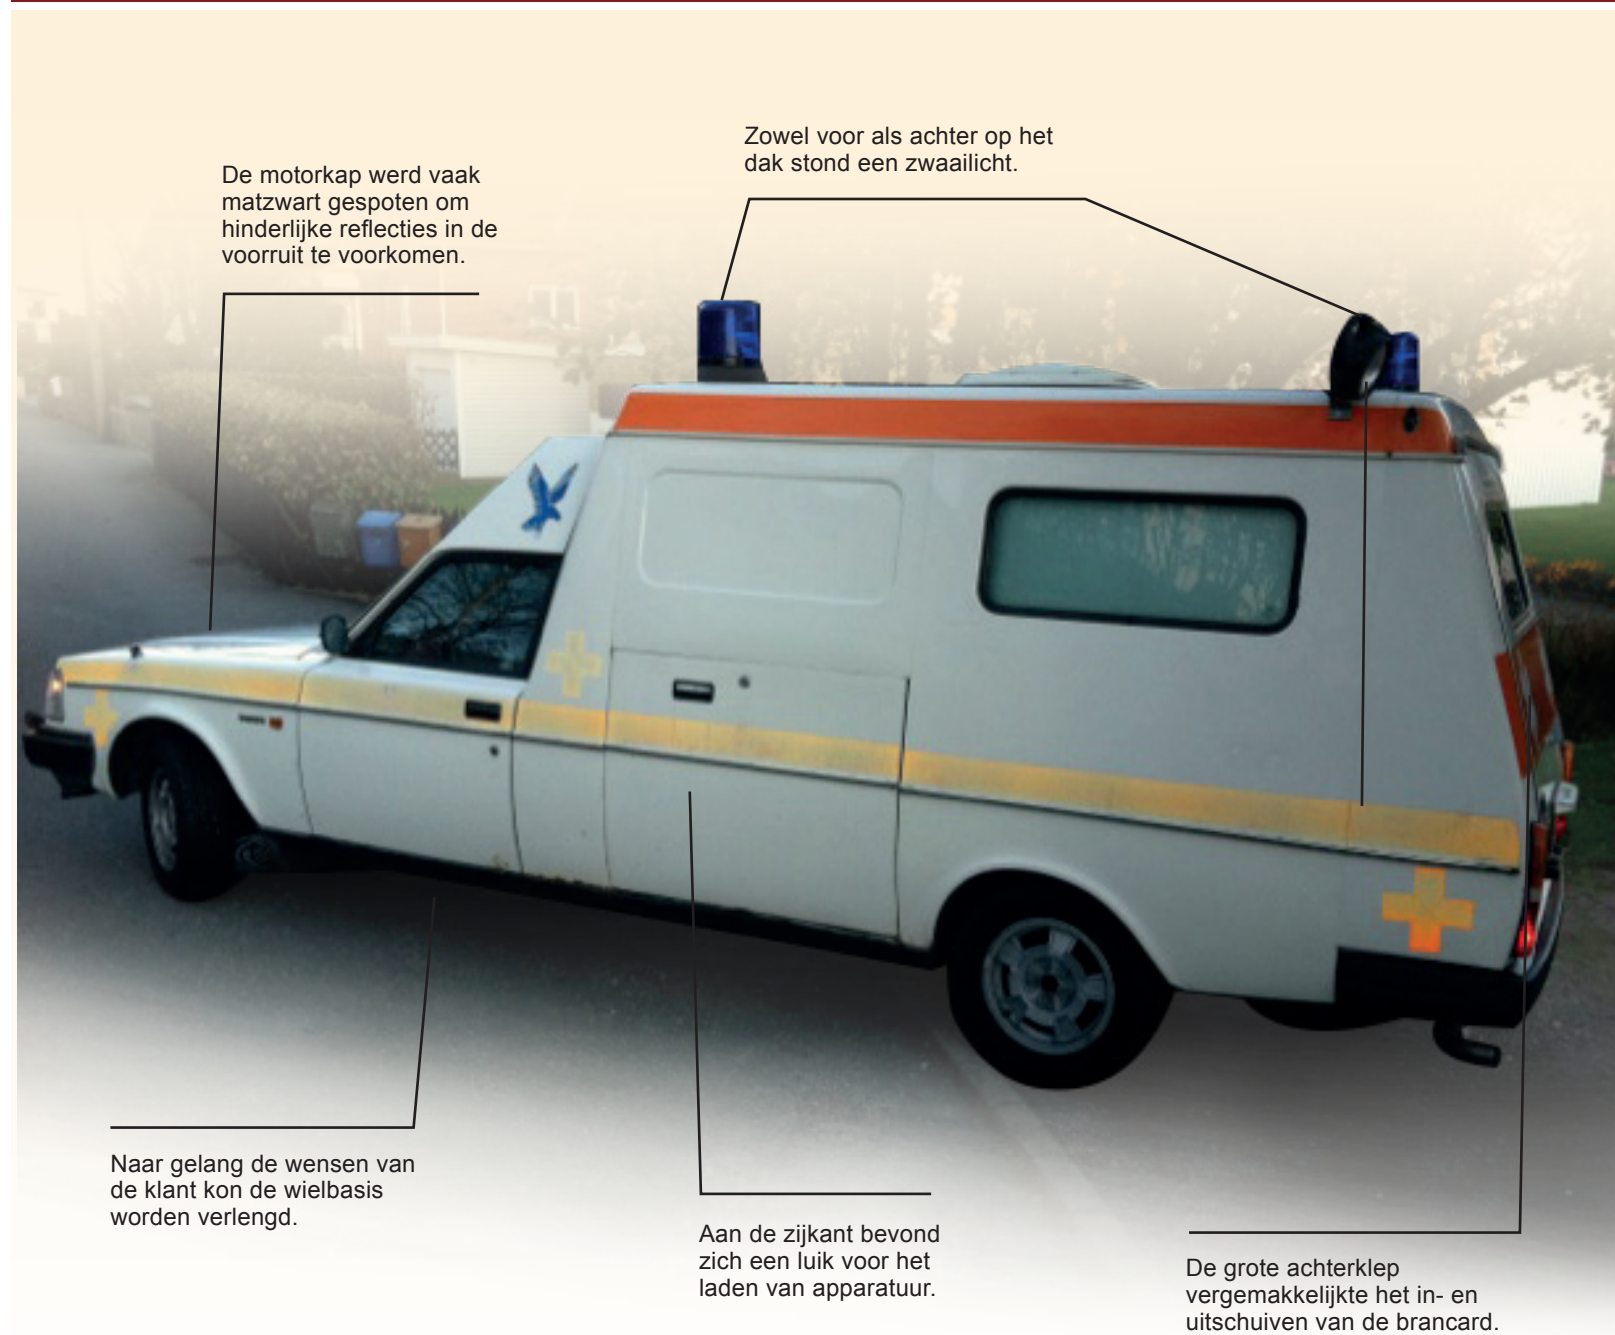 Zowel voor als achter op het
dak stond een zwaailicht.
De motorkap werd vaak
matzwart gespoten om
hinderlijke reflecties in de
voorruit te voorkomen.
Naar gelang de wensen van
de klant kon de wielbasis
worden verlengd.
Aan de zijkant bevond
zich een luik voor het
laden van apparatuur.
De grote achterklep
vergemakkelijkte het in- en
uitschuiven van de brancard.